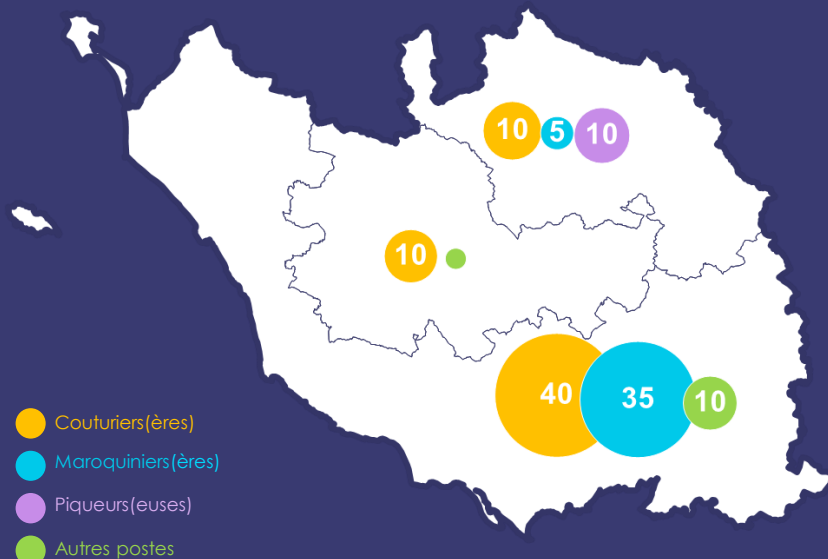 10 5 10
10
40 35 10
Couturiers(ères)
Maroquiniers(ères)
Piqueurs(euses)
Autres postes